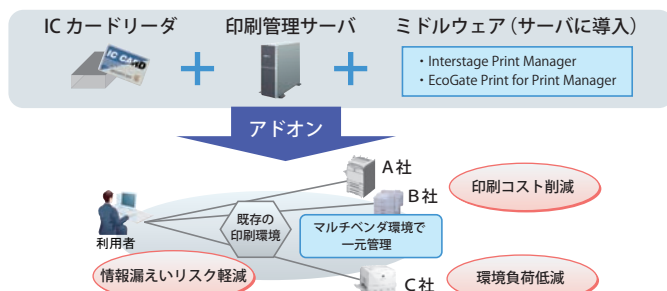 ICカードリーダ
印刷管理サーバ
ミドルウェア(サーバに導入)
IC CARD
・Interstage Print Manager
・EcoGate Print for Print Manager
アドオン
A社
B社
印刷コスト削減
既存の
印刷環境
マルチベンダ環境で
一元管理
利用者
情報漏えいリスク軽減
C社
環境負荷低減